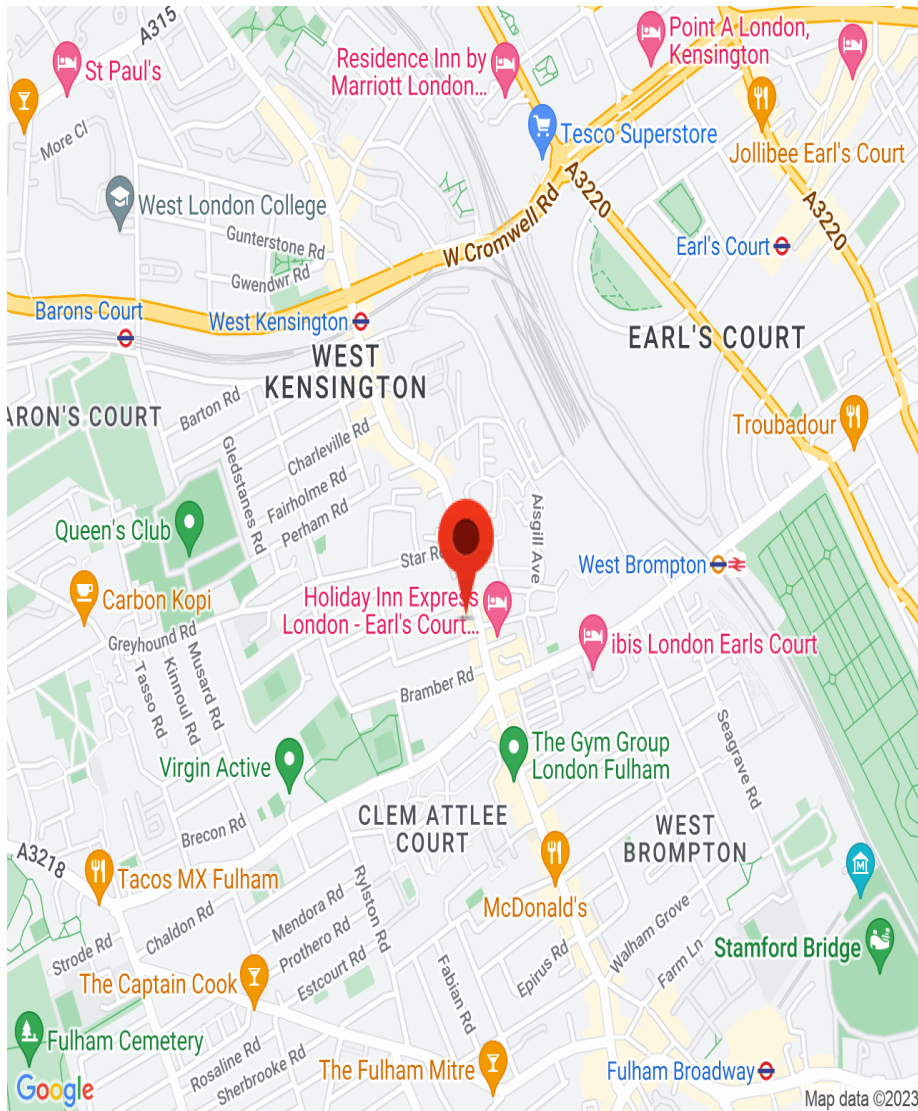 A315
St Paul's
Residence Inn by
Marriott London...
Point A London,
Kensington
More Cl
Tesco Superstore
Jollibee Earl's Court
West London College
A3220
A3220
Gunterstone Rd
W Cromwell Rd
Earl's Court
Gwendwr Rd
Barons Court
West Kensington
EARL'S COURT
WEST
KENSINGTON
ARON'S COURT
Barton Rd
Troubadour
Charleville Rd
Gledstanes Rd
Fairholme Rd
Perham Rd
Aisgill Ave
Queen's Club
Star R
West Brompton
Carbon Kopi
Holiday Inn Express
London - Earl's Court...
Greyhound Rd
ibis London Earls Court
Tasso Rd
Kinnoul Rd
Musard Rd
Bramber Rd
Seagrave Rd
The Gym Group
London Fulham
Virgin Active
CLEM ATTLEE
COURT
WEST
BROMPTON
Brecon Rd
A3218
Tacos MX Fulham
Rylston Rd
McDonald's
Mendora Rd
Chaldon Rd
Walham Grove
Strode Rd
Prothero Rd
Farm Ln
Stamford Bridge
Estcourt Rd
Epirus Rd
The Captain Cook
Fabian Rd
Fulham Cemetery
Rosaline Rd
Sherbrooke Rd
The Fulham Mitre
Fulham Broadway
Google
Map data ©2023